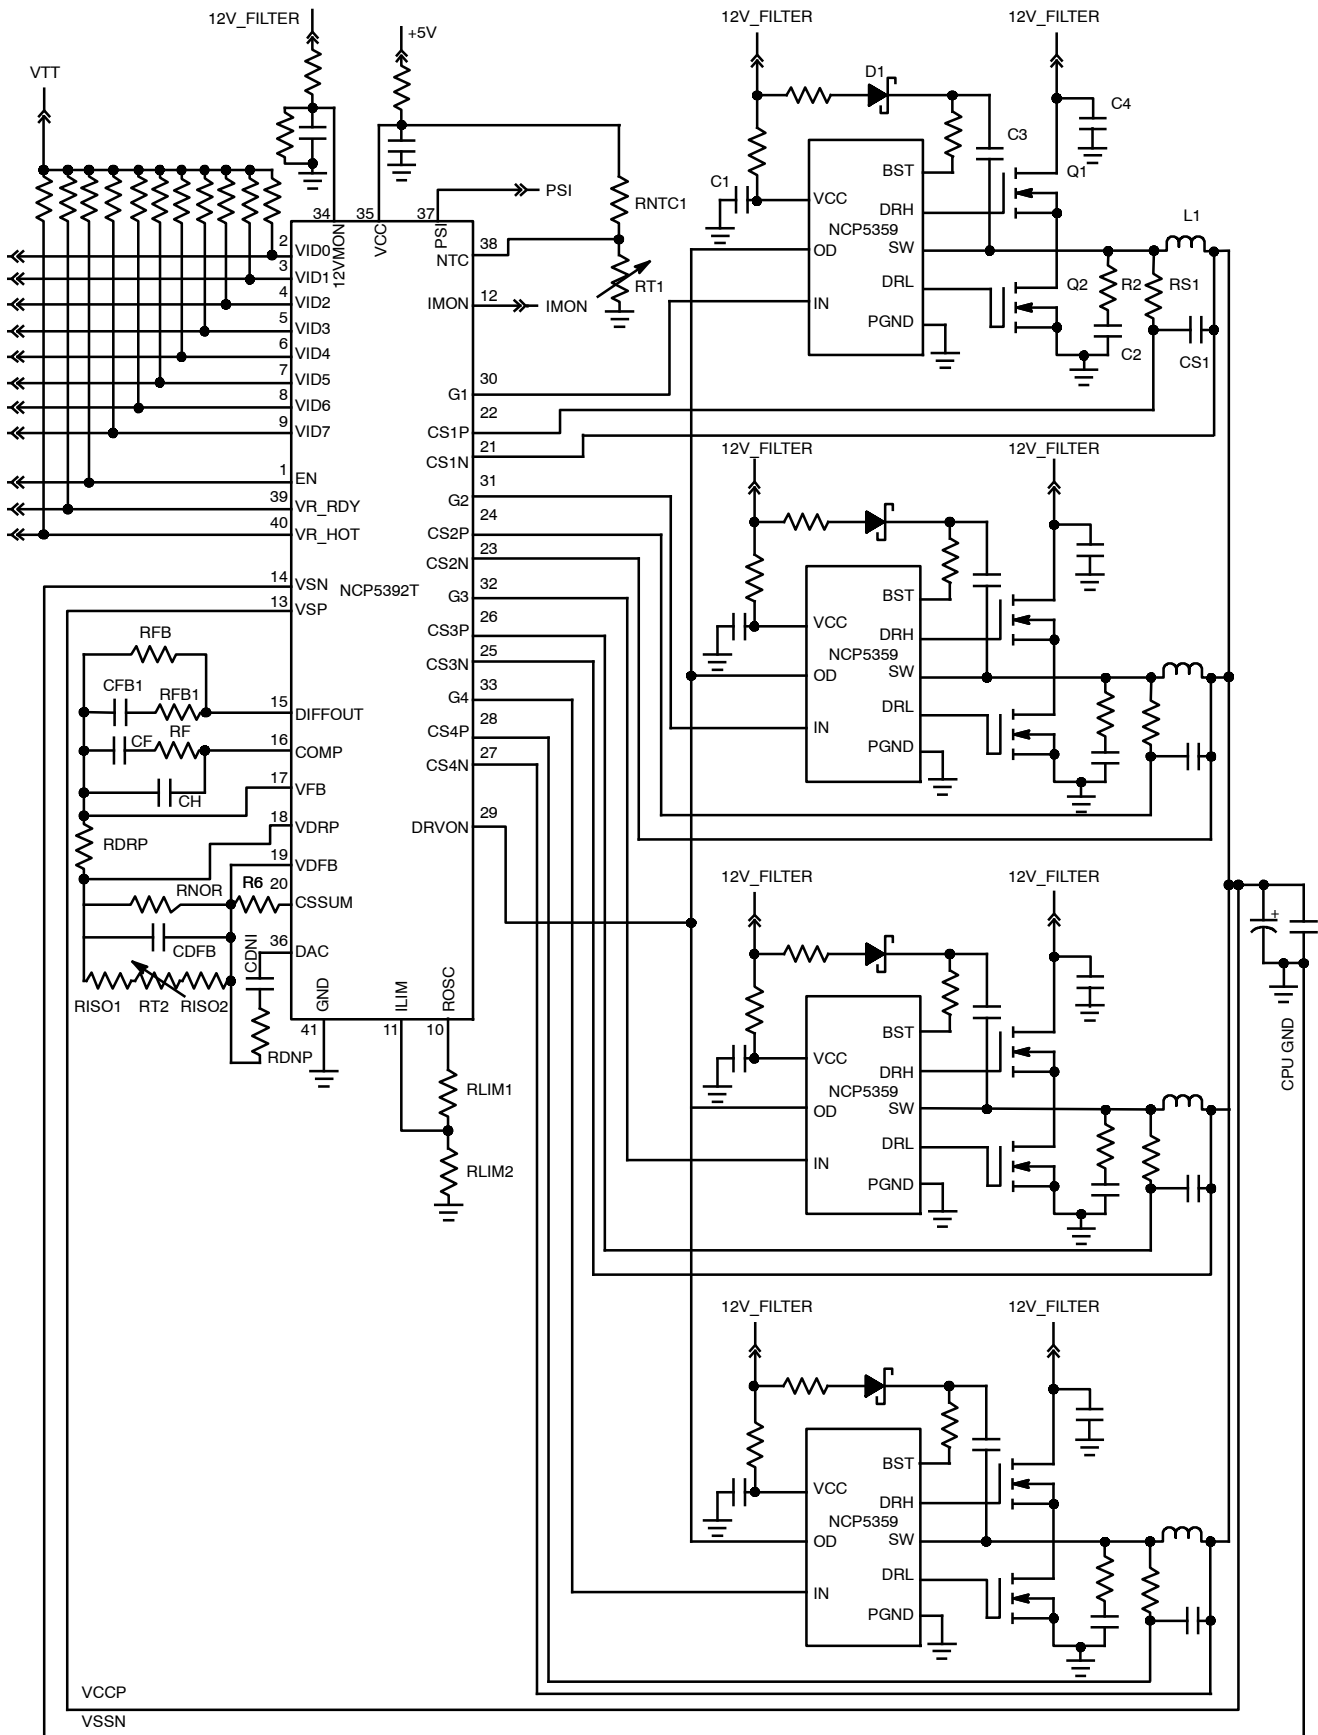 12V_FILTER
+5V
VTT
34
35
37
12VMON
VCC
PSI
PSI
RNTC1
38
NTC
RT1
12
IMON
IMON
2
VID0
3
VID1
4
VID2
5
VID3
6
VID4
7
VID5
8
VID6
9
VID7
1
EN
39
VR_RDY
40
VR_HOT
14
VSN
NCP5392T
13
VSP
RFB
CFB1
RFB1
15
DIFFOUT
CF
RF
16
COMP
CH
17
VFB
18
VDRP
RDRP
19
VDFB
RNOR
R6
20
CSSUM
CDFB
CDNI
36
DAC
RISO1
RT2
RISO2
RDNP
GND
41
ILIM
11
ROSC
10
RLIM1
RLIM2
30
G1
22
CS1P
21
CS1N
31
G2
24
CS2P
23
CS2N
32
G3
26
CS3P
25
CS3N
33
G4
28
CS4P
27
CS4N
29
DRVON
12V_FILTER
12V_FILTER
D1
C4
C3
C1
BST
VCC
DRH
NCP5359
SW
OD
DRL
IN
PGND
Q1
L1
Q2
R2
RS1
C2
CS1
12V_FILTER
12V_FILTER
BST
VCC
DRH
NCP5359
SW
OD
DRL
IN
PGND
12V_FILTER
12V_FILTER
BST
VCC
DRH
NCP5359
SW
OD
DRL
IN
PGND
+
CPU GND
12V_FILTER
12V_FILTER
BST
VCC
DRH
NCP5359
SW
OD
DRL
IN
PGND
VCCP
VSSN